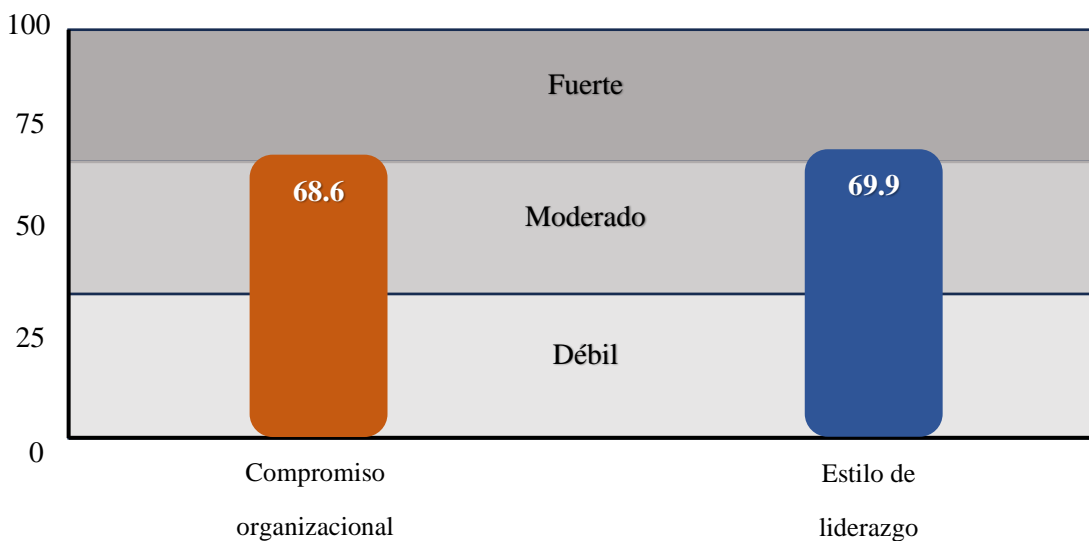 100
Fuerte
75
68.6
69.9
Moderado
50
25
Débil
0
Compromiso
organizacional
Estilo de
liderazgo